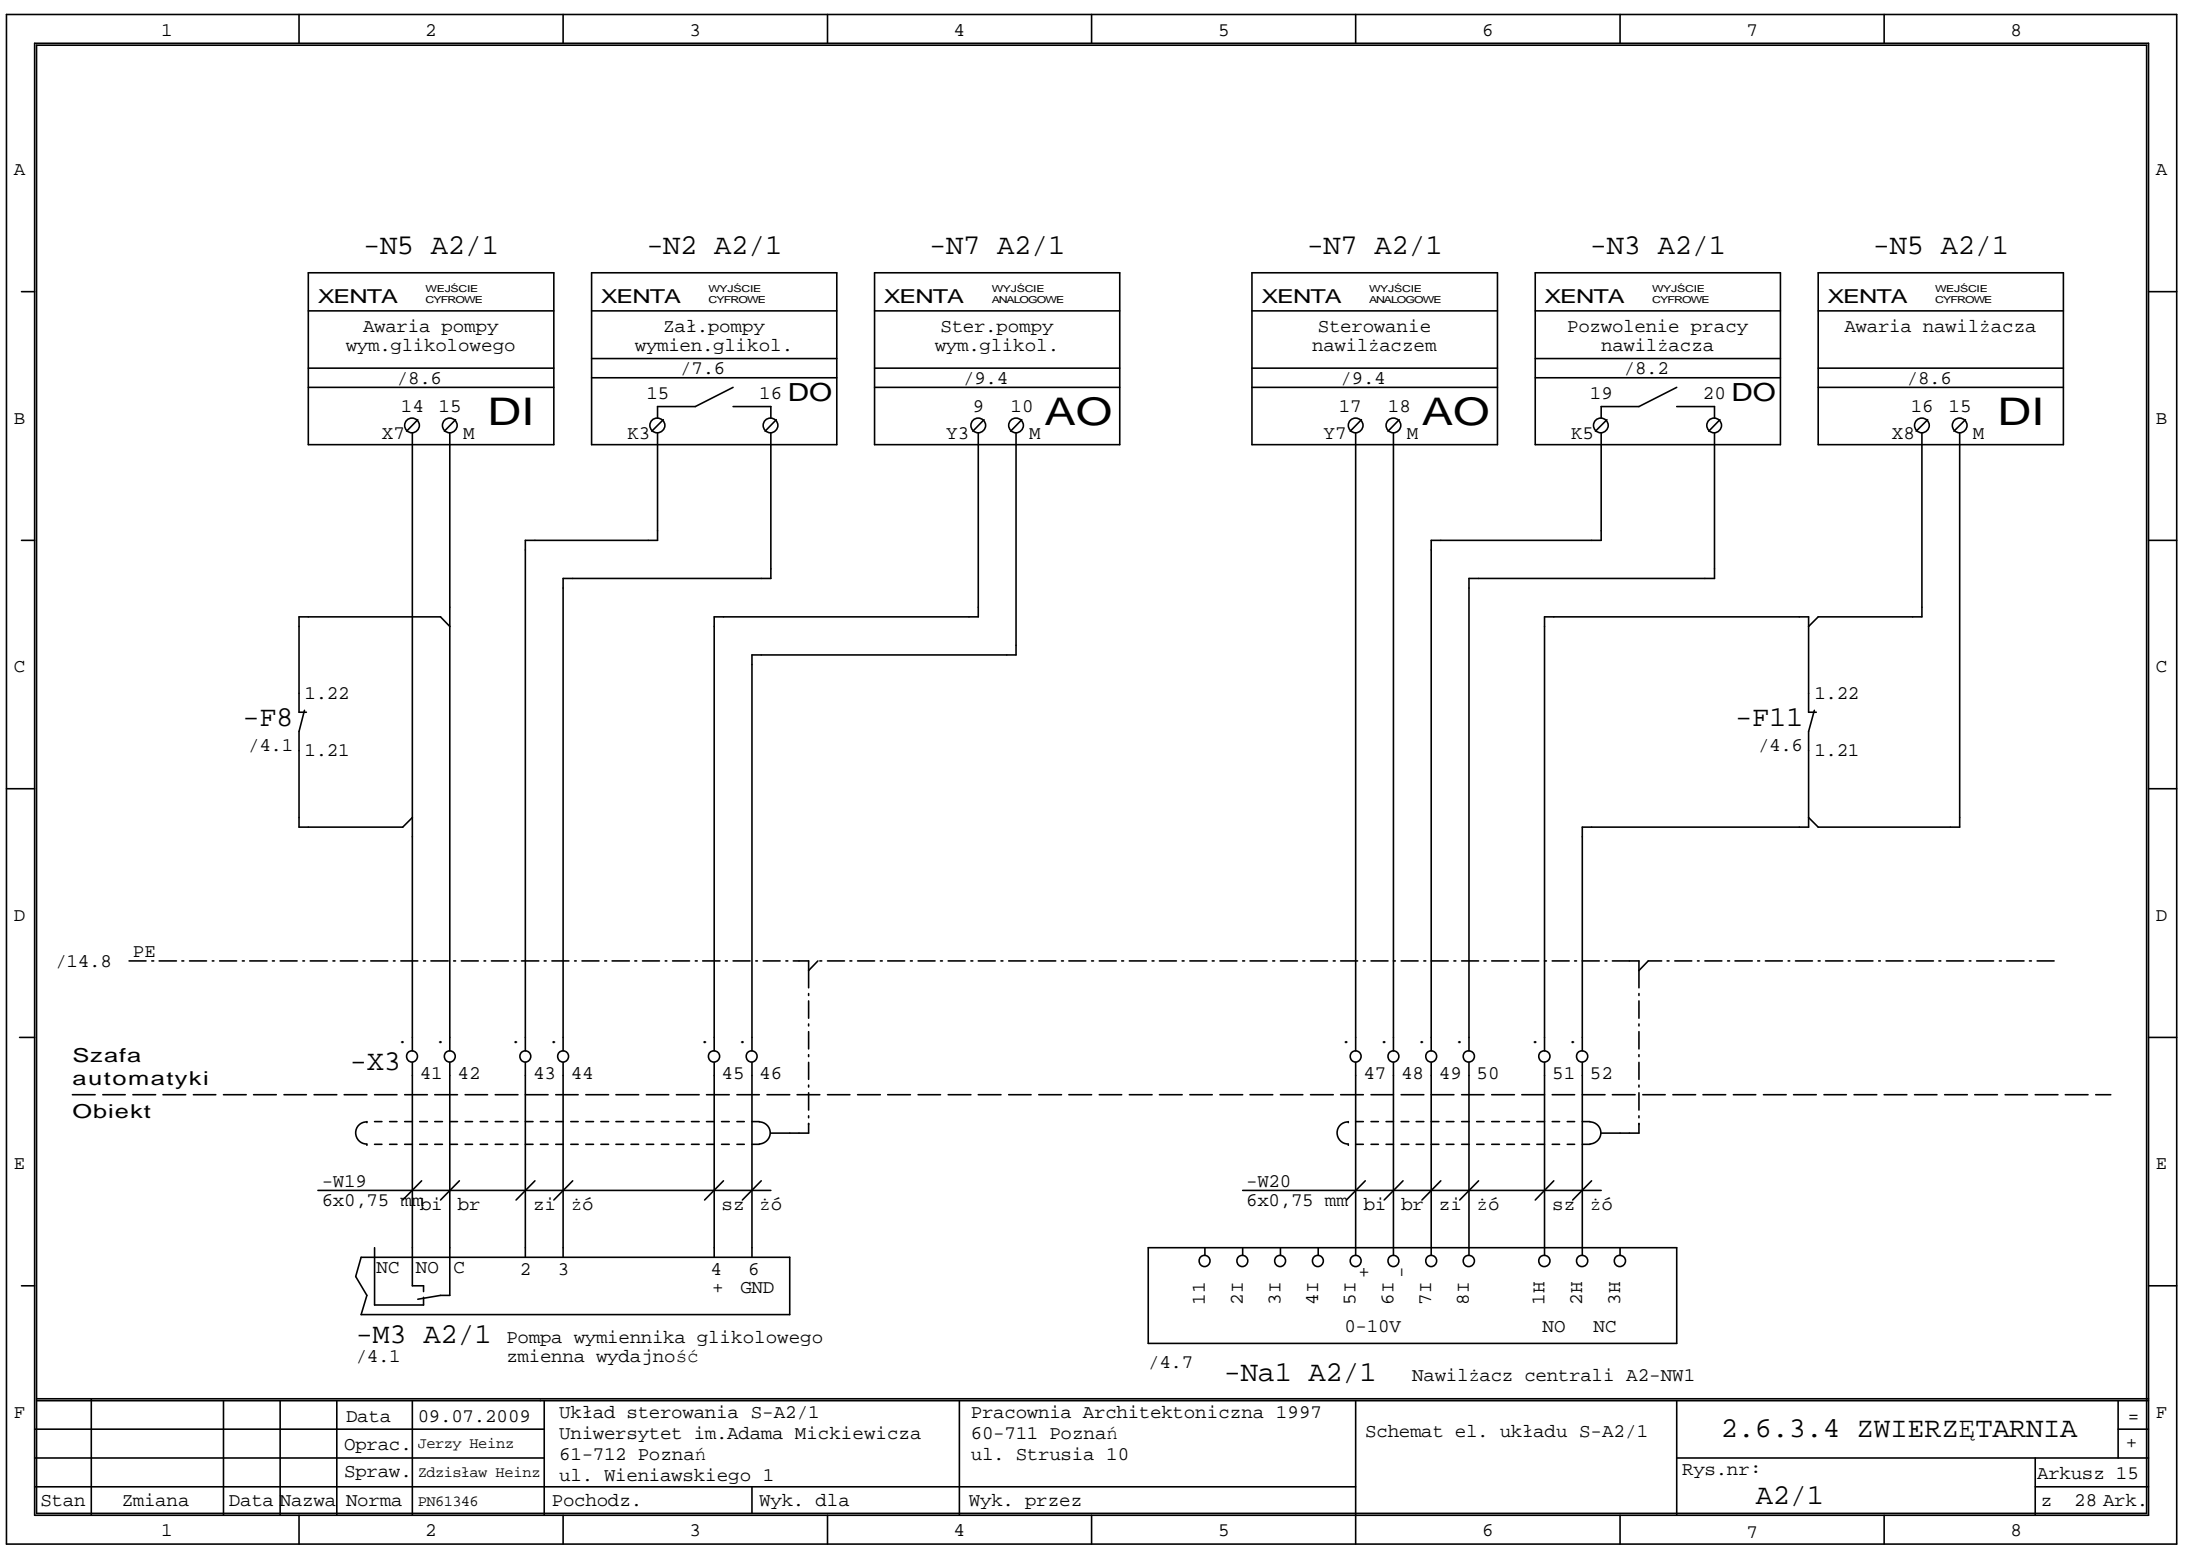 1 2 3 4 5 6 7 8
A A
-N5 A2/1 -N2 A2/1 -N7 A2/1 -N7 A2/1 -N3 A2/1 -N5 A2/1
XENTA WEJŚCIE CYFROWE
Awaria pompy
wym.glikolowego
/8.6
14 15 DI
X7 M
XENTA WYJŚCIE CYFROWE
Zał.pompy
wymien.glikol.
/7.6
15 16 DO
K3
XENTA WYJŚCIE ANALOGOWE
Ster.pompy
wym.glikol.
/9.4
9 10 AO
Y3 M
XENTA WYJŚCIE ANALOGOWE
Sterowanie
nawilżaczem
/9.4
17 18 AO
Y7 M
XENTA WYJŚCIE CYFROWE
Pozwolenie pracy
nawilżacza
/8.2
19 20 DO
K5
XENTA WEJŚCIE CYFROWE
Awaria nawilżacza
/8.6
16 15 DI
X8 M
B B
C C
1.22
-F8
/4.1 1.21
1.22
-F11
/4.6 1.21
D D
/14.8 PE
Szafa
automatyki
Obiekt
-X3 41 42 43 44 45 46 47 48 49 50 51 52
E E
-W19
6x0,75 mm bi br zi żó sz żó
-W20
6x0,75 mm bi br zi żó sz żó
NC NO C 2 3 4 6
+ GND
-M3 A2/1 Pompa wymiennika glikolowego
/4.1 zmienna wydajność
+ -
11 2I 3I 4I 5I 6I 7I 8I 1H 2H 3H
0-10V NO NC
/4.7 -Na1 A2/1 Nawilżacz centrali A2-NW1
F F
Data 09.07.2009
Oprac. Jerzy Heinz
Spraw. Zdzisław Heinz
Stan Zmiana Data Nazwa Norma PN61346
Układ sterowania S-A2/1
Uniwersytet im.Adama Mickiewicza
61-712 Poznań
ul. Wieniawskiego 1
Pochodz. Wyk. dla
Pracownia Architektoniczna 1997
60-711 Poznań
ul. Strusia 10
Wyk. przez
Schemat el. układu S-A2/1
2.6.3.4 ZWIERZĘTARNIA
=
+
Rys.nr:
A2/1
Arkusz 15
z 28 Ark.
1 2 3 4 5 6 7 8